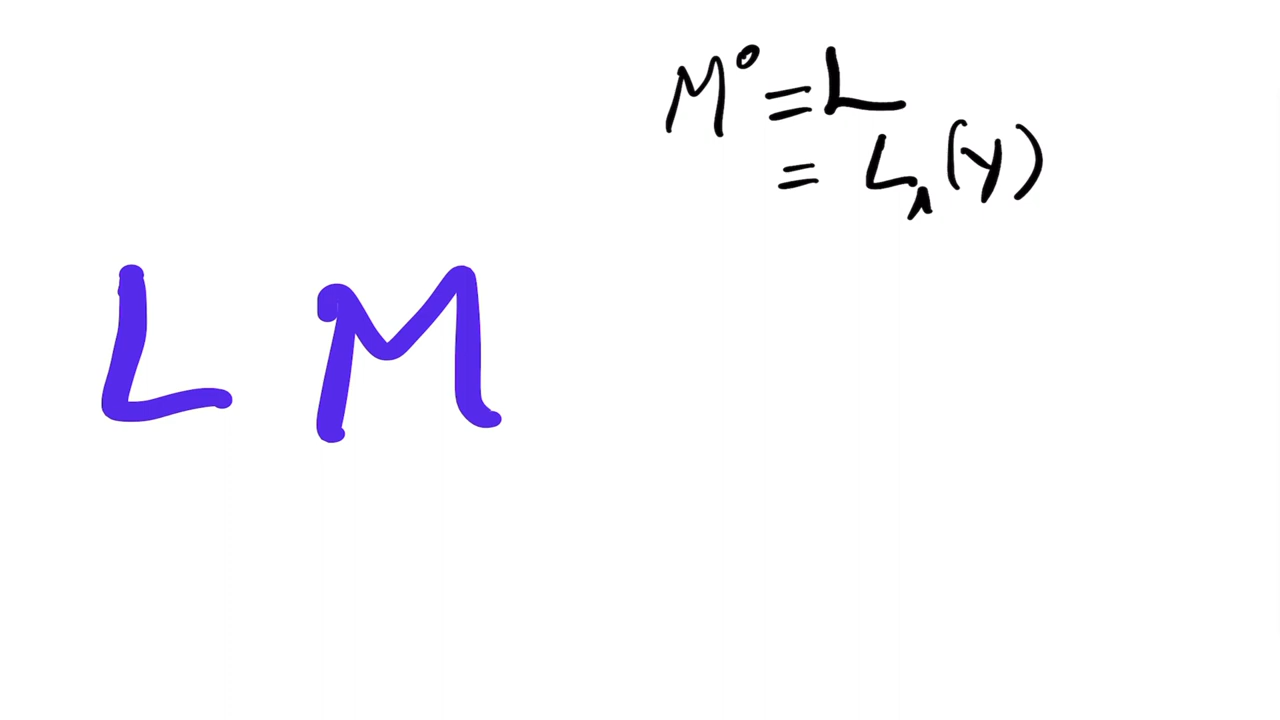 M° = L
= L₁(Y)
L M